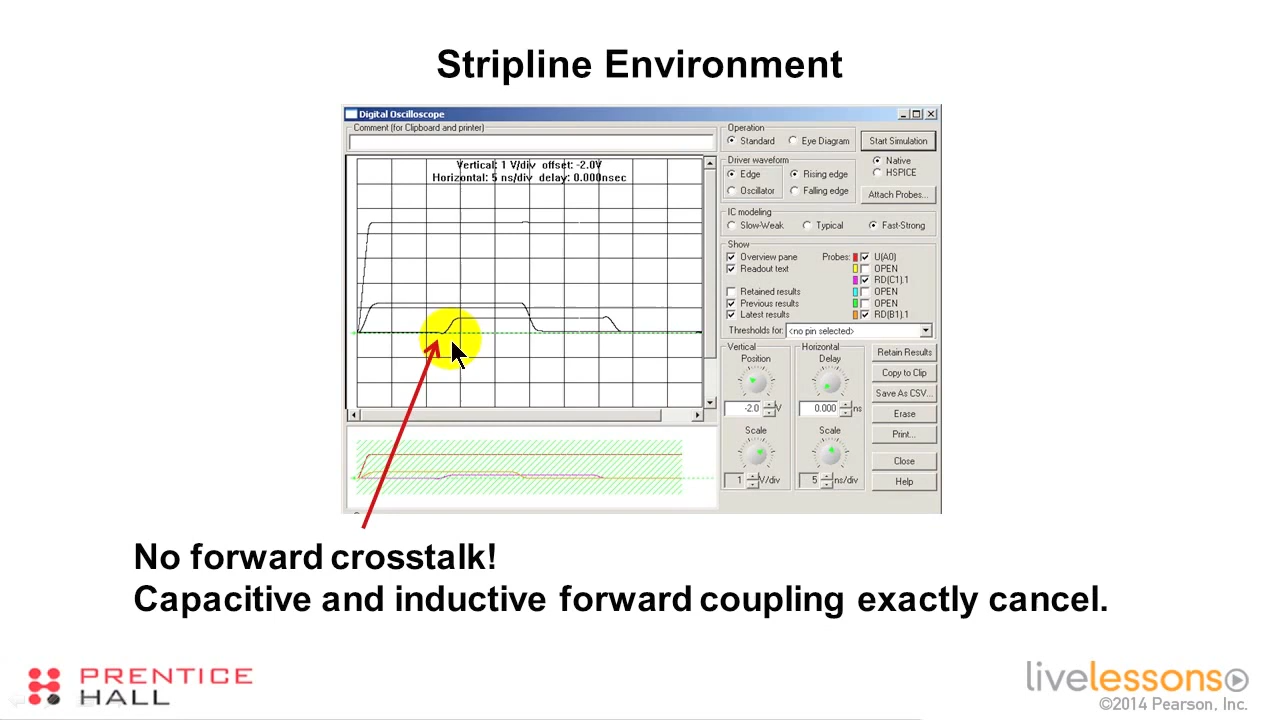 Stripline Environment
Digital Oscilloscope
Comment (for Clipboard and printer)
Vertical: 1 V/div offset: -2.0V
Horizontal: 5 ns/div delay: 0.000nsec
Operation
Standard
Eye Diagram
Start Simulation
Driver waveform
Edge
Rising edge
Oscillator
Falling edge
Native
HSPICE
Attach Probes...
IC modeling
Slow-Weak
Typical
Fast-Strong
Show
Overview pane
Probes:
U(A0)
Readout text
OPEN
RD(C1).1
Retained results
OPEN
Previous results
OPEN
Latest results
RD(B1).1
Thresholds for:
<no pin selected>
Vertical
Position
-2.0 V
Scale
1 V/div
Horizontal
Delay
0.000 ns
Scale
5 ns/div
Retain Results
Copy to Clip
Save As CSV...
Erase
Print...
Close
Help
No forward crosstalk!
Capacitive and inductive forward coupling exactly cancel.
PRENTICE
HALL
livelessons
©2014 Pearson, Inc.